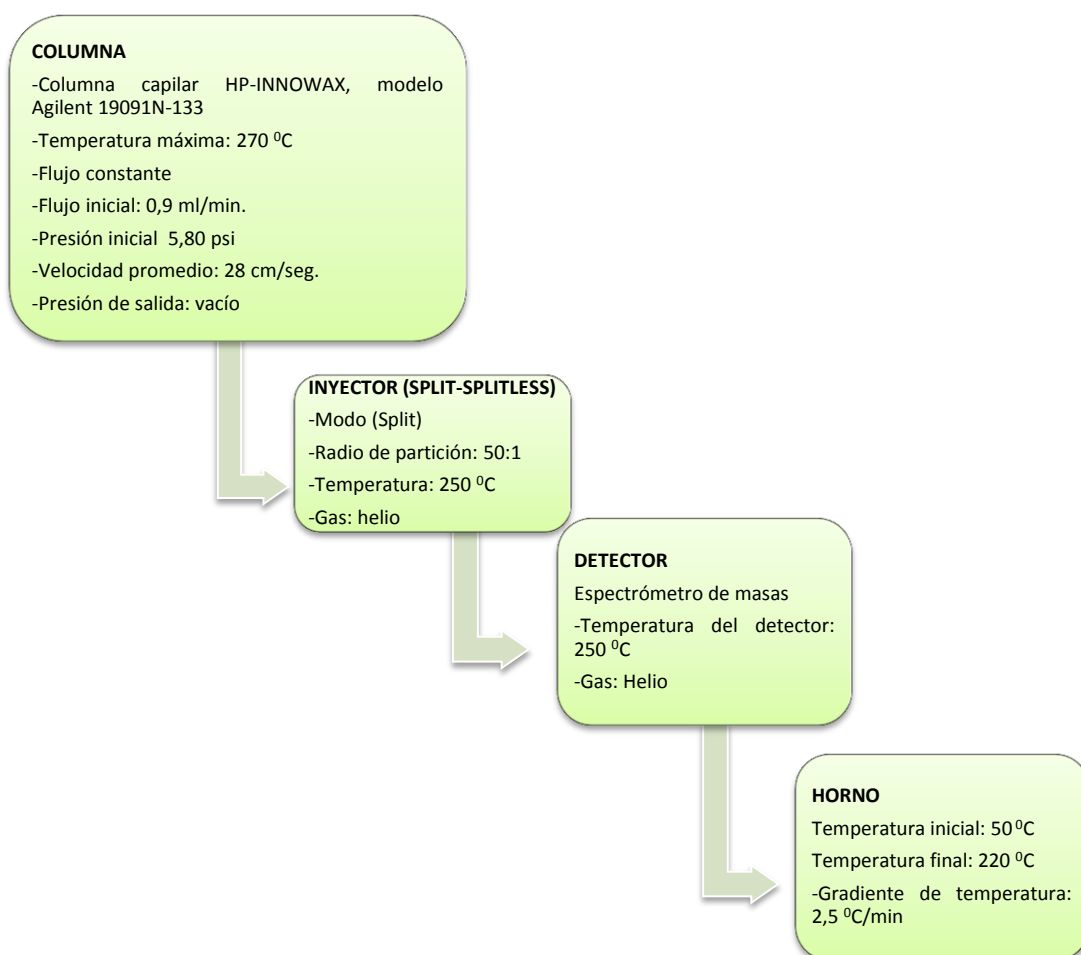 COLUMNA
-Columna capilar HP-INNOWAX, modelo
Agilent 19091N-133
-Temperatura máxima: 270 ⁰C
-Flujo constante
-Flujo inicial: 0,9 ml/min.
-Presión inicial 5,80 psi
-Velocidad promedio: 28 cm/seg.
-Presión de salida: vacío
INYECTOR (SPLIT-SPLITLESS)
-Modo (Split)
-Radio de partición: 50:1
-Temperatura: 250 ⁰C
-Gas: helio
DETECTOR
Espectrómetro de masas
-Temperatura del detector:
250 ⁰C
-Gas: Helio
HORNO
Temperatura inicial: 50 ⁰C
Temperatura final: 220 ⁰C
-Gradiente de temperatura:
2,5 ⁰C/min